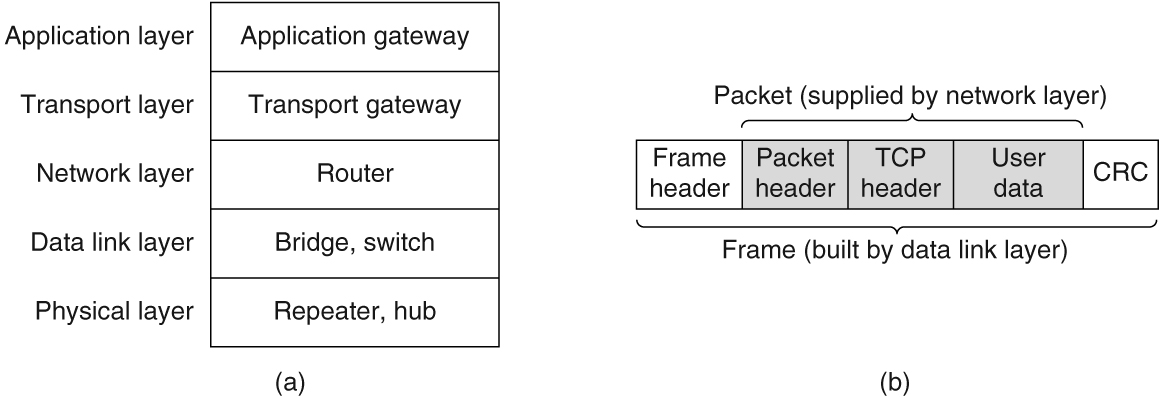 Application layer
Application gateway
Transport layer
Transport gateway
Network layer
Router
Data link layer
Bridge, switch
Physical layer
Repeater, hub
(a)
Packet (supplied by network layer)
Frame
header
Packet
header
TCP
header
User
data
CRC
Frame (built by data link layer)
(b)